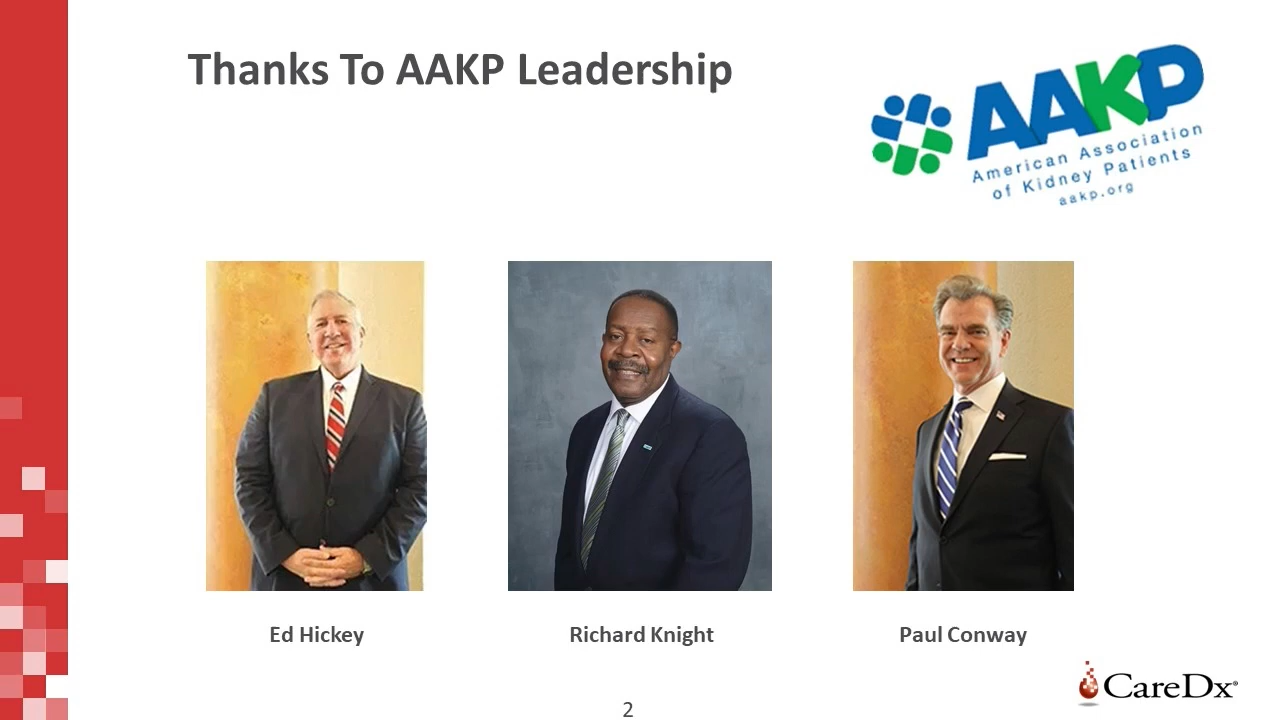 Thanks To AAKP Leadership
AAKP
American Association
of Kidney Patients
aakp.org
Ed Hickey
Richard Knight
Paul Conway
CareDx®
2